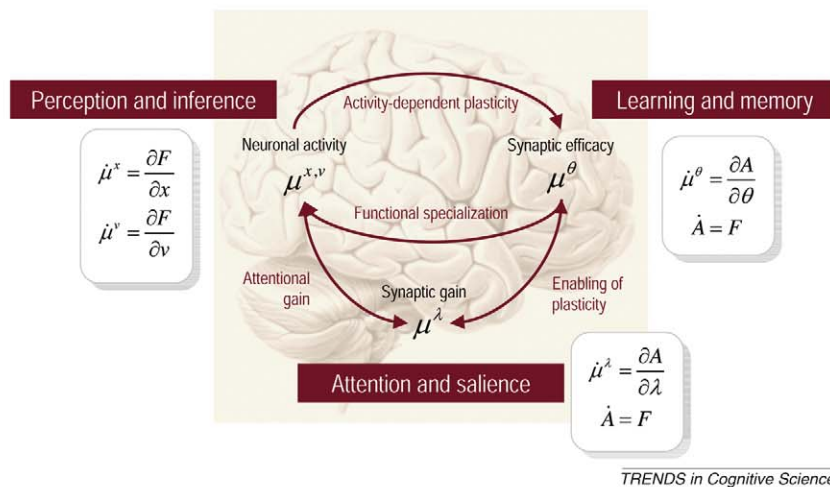 Perception and inference
Learning and memory
Activity-dependent plasticity
Neuronal activity
μ^{x,v}
Synaptic efficacy
μ^θ
μ̇^x = ∂F/∂x
μ̇^v = ∂F/∂v
μ̇^θ = ∂A/∂θ
Ȧ = F
Functional specialization
Attentional
gain
Synaptic gain
μ^λ
Enabling of
plasticity
Attention and salience
μ̇^λ = ∂A/∂λ
Ȧ = F
TRENDS in Cognitive Science